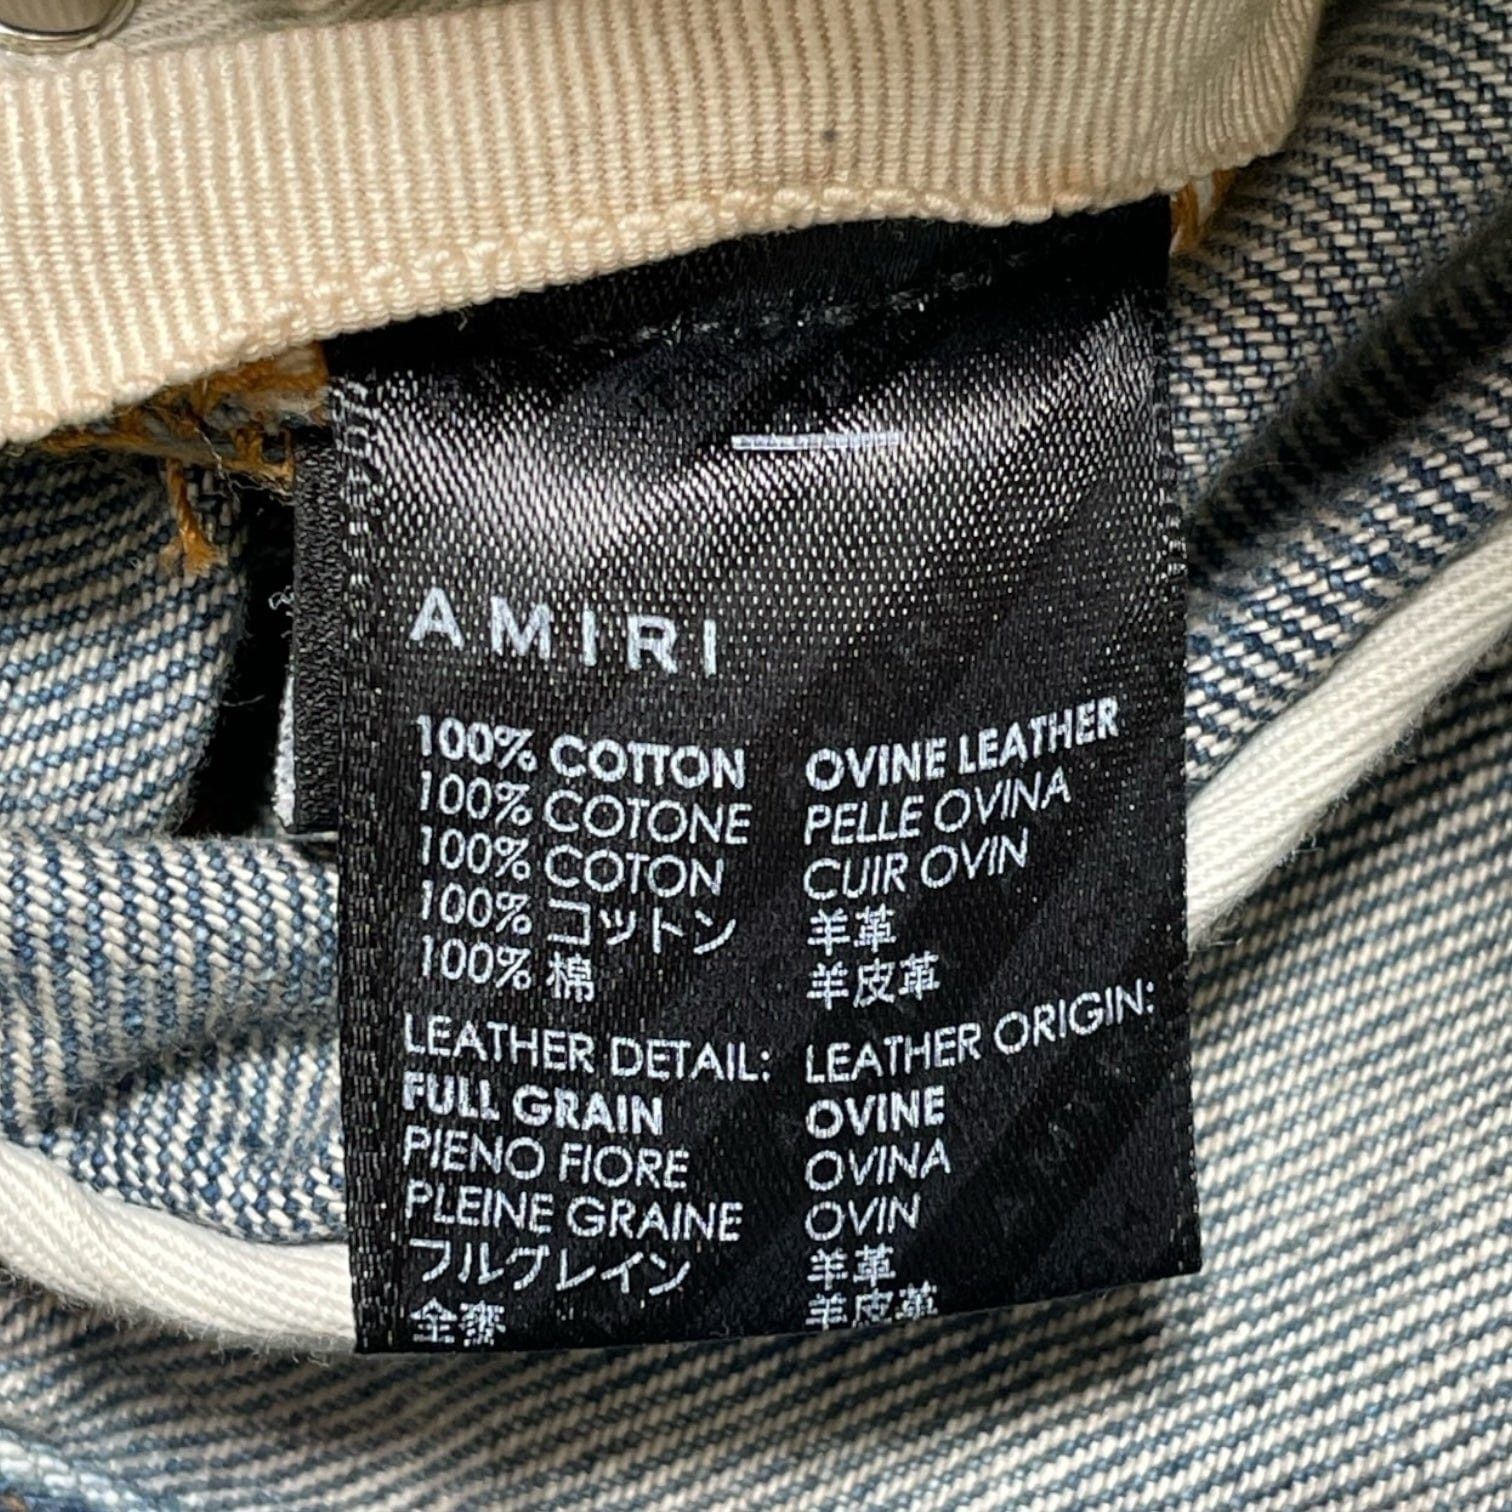 AMIRI
100% COTTON
100% COTONE
100% COTON
100% コットン
100% 棉
OVINE LEATHER
PELLE OVINA
CUIR OVIN
羊革
羊皮革
LEATHER DETAIL:
FULL GRAIN
PIENO FIORE
PLEINE GRAINE
フルグレイン
LEATHER ORIGIN:
OVINE
OVINA
OVIN
羊革
羊皮革